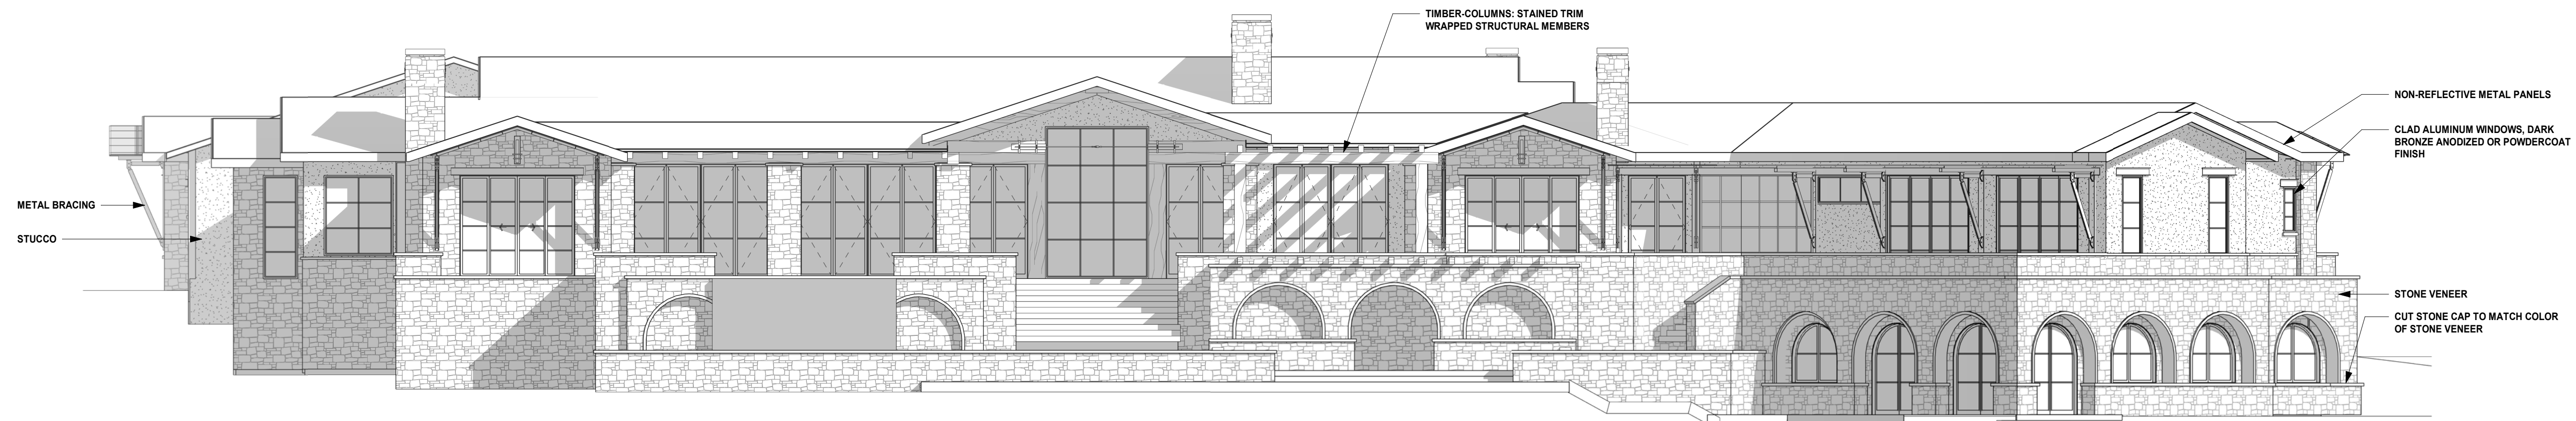 TIMBER-COLUMNS: STAINED TRIM
WRAPPED STRUCTURAL MEMBERS
NON-REFLECTIVE METAL PANELS
CLAD ALUMINUM WINDOWS, DARK
BRONZE ANODIZED OR POWDERCOAT
FINISH
METAL BRACING
STUCCO
STONE VENEER
CUT STONE CAP TO MATCH COLOR
OF STONE VENEER